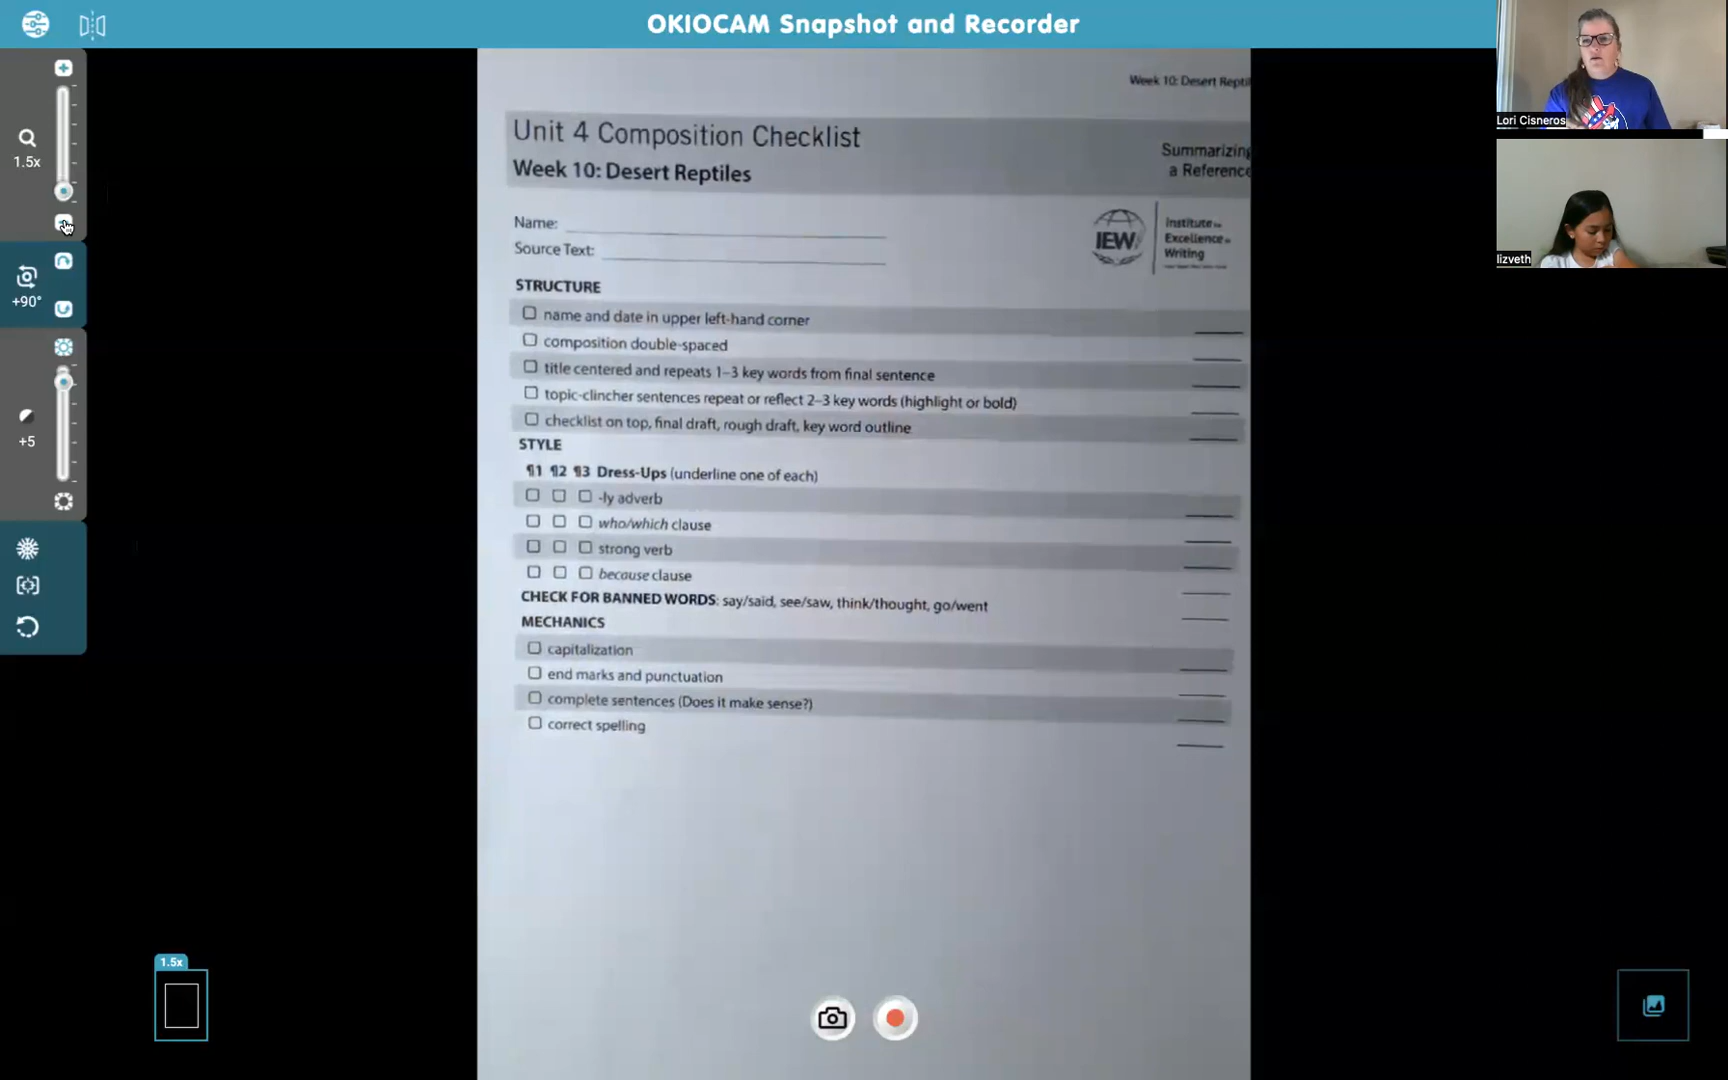 OKIOCAM Snapshot and Recorder
1.5x
+90°
+5
1.5x
Lori Cisneros
lizveth
Week 10: Desert Repti
Unit 4 Composition Checklist
Week 10: Desert Reptiles
Summarizing
a Reference
Name:
Source Text:
IEW
Institute for
Excellence in
Writing
STRUCTURE
name and date in upper left-hand corner
composition double-spaced
title centered and repeats 1–3 key words from final sentence
topic-clincher sentences repeat or reflect 2–3 key words (highlight or bold)
checklist on top, final draft, rough draft, key word outline
STYLE
¶1 ¶2 ¶3 Dress-Ups (underline one of each)
-ly adverb
who/which clause
strong verb
because clause
CHECK FOR BANNED WORDS: say/said, see/saw, think/thought, go/went
MECHANICS
capitalization
end marks and punctuation
complete sentences (Does it make sense?)
correct spelling